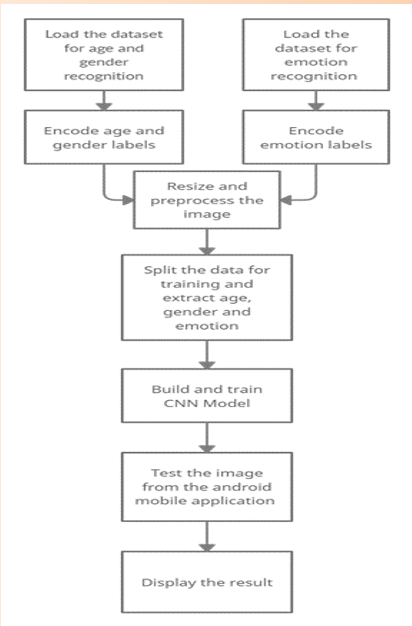 Load the dataset
for age and
gender
recognition
Load the
dataset for
emotion
recognition
Encode age and
gender labels
Encode
emotion labels
Resize and
preprocess the
image
Split the data for
training and
extract age,
gender and
emotion
Build and train
CNN Model
Test the image
from the android
mobile application
Display the result